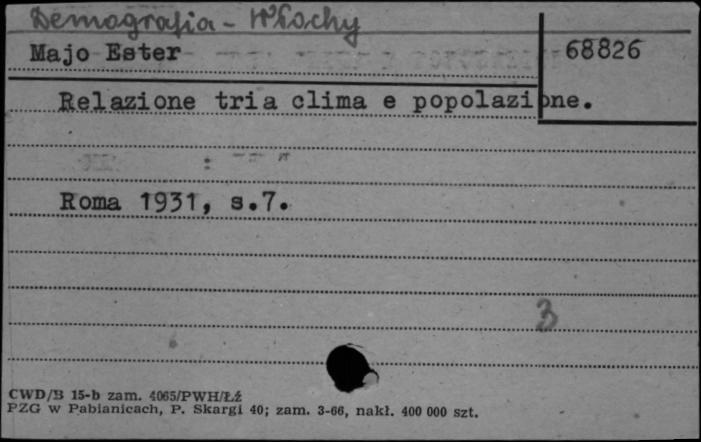 Demografia - Włochy
Majo Ester
68826
Relazione tria clima e popolazione.
Roma 1931, s.7.
3
CWD/B 15-b zam. 4065/PWH/Łź
PZG w Pabianicach, P. Skargi 40; zam. 3-66, nakł. 400 000 szt.